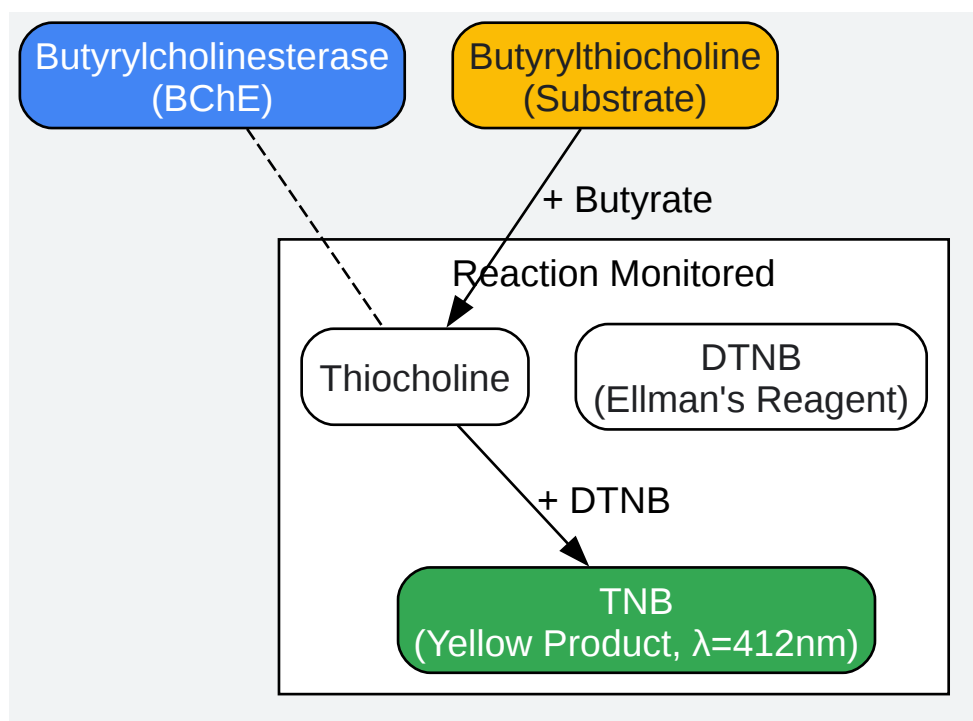 Butyrylcholinesterase
(BChE)
Butyrylthiocholine
(Substrate)
+ Butyrate
Reaction Monitored
Thiocholine
DTNB
(Ellman's Reagent)
+ DTNB
TNB
(Yellow Product, λ=412nm)